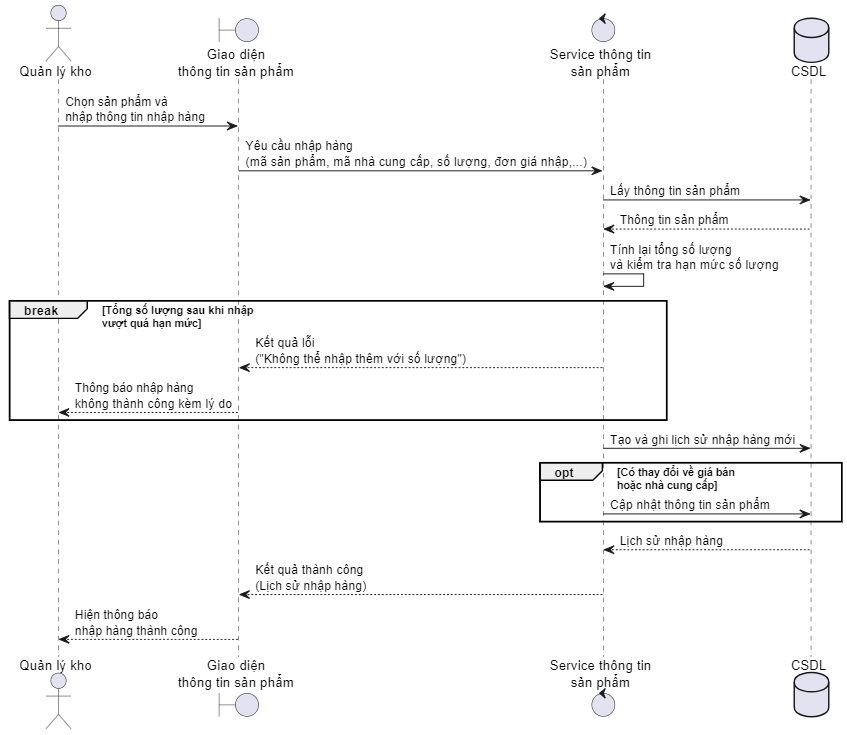 Quản lý kho
Giao diện
thông tin sản phẩm
Service thông tin
sản phẩm
CSDL
Chọn sản phẩm và
nhập thông tin nhập hàng
Yêu cầu nhập hàng
(mã sản phẩm, mã nhà cung cấp, số lượng, đơn giá nhập,...)
Lấy thông tin sản phẩm
Thông tin sản phẩm
Tính lại tổng số lượng
và kiểm tra hạn mức số lượng
break
[Tổng số lượng sau khi nhập
vượt quá hạn mức]
Kết quả lỗi
("Không thể nhập thêm với số lượng")
Thông báo nhập hàng
không thành công kèm lý do
Tạo và ghi lịch sử nhập hàng mới
opt
[Có thay đổi về giá bán
hoặc nhà cung cấp]
Cập nhật thông tin sản phẩm
Lịch sử nhập hàng
Kết quả thành công
(Lịch sử nhập hàng)
Hiện thông báo
nhập hàng thành công
Quản lý kho
Giao diện
thông tin sản phẩm
Service thông tin
sản phẩm
CSDL